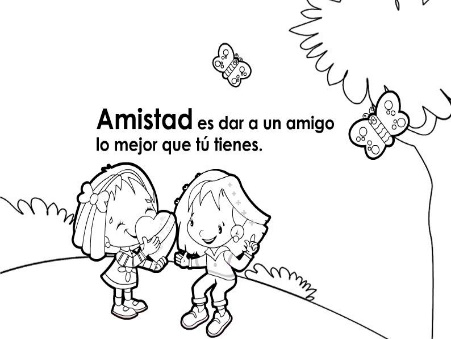 Amistad es dar a un amigo
lo mejor que tú tienes.